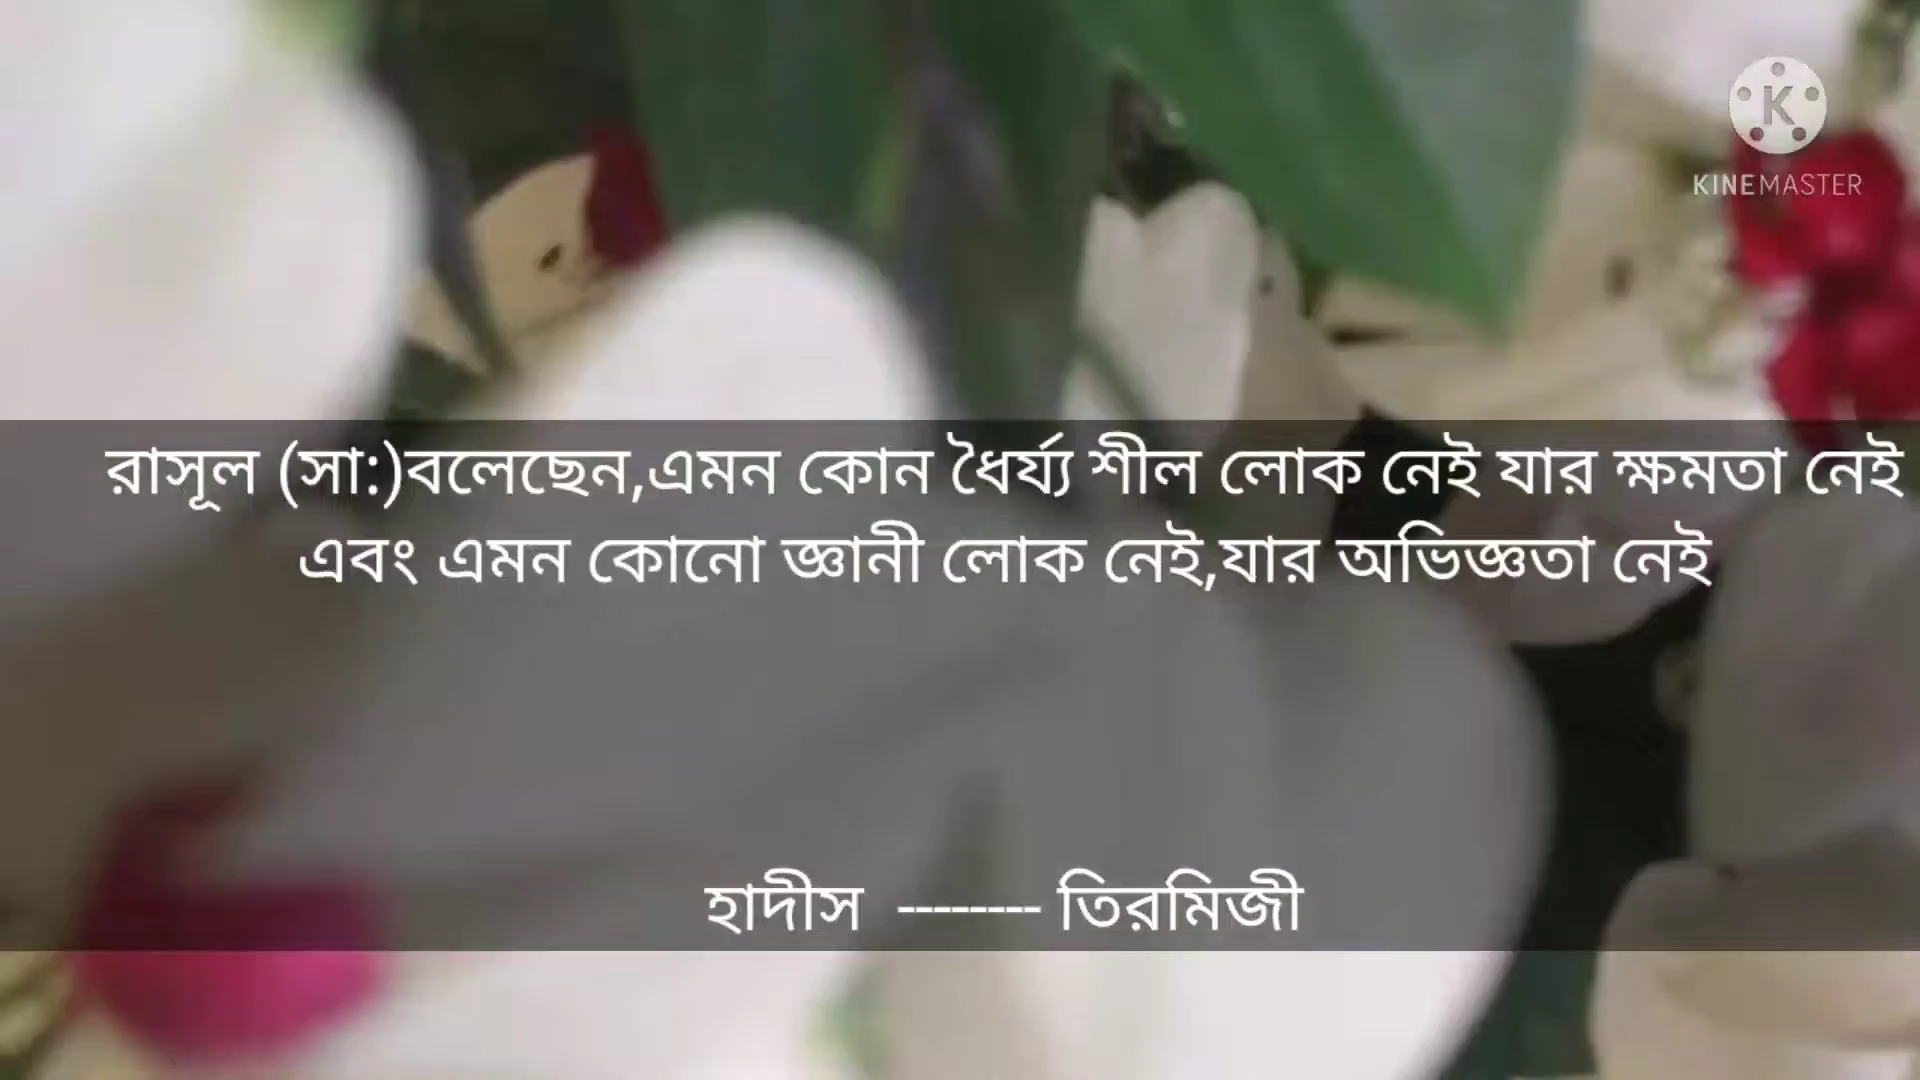 KINEMASTER
রাসূল (সা:)বলেছেন,এমন কোন ধৈর্য্য শীল লোক নেই যার ক্ষমতা নেই
এবং এমন কোনো জ্ঞানী লোক নেই,যার অভিজ্ঞতা নেই
হাদীস -------- তিরমিজী